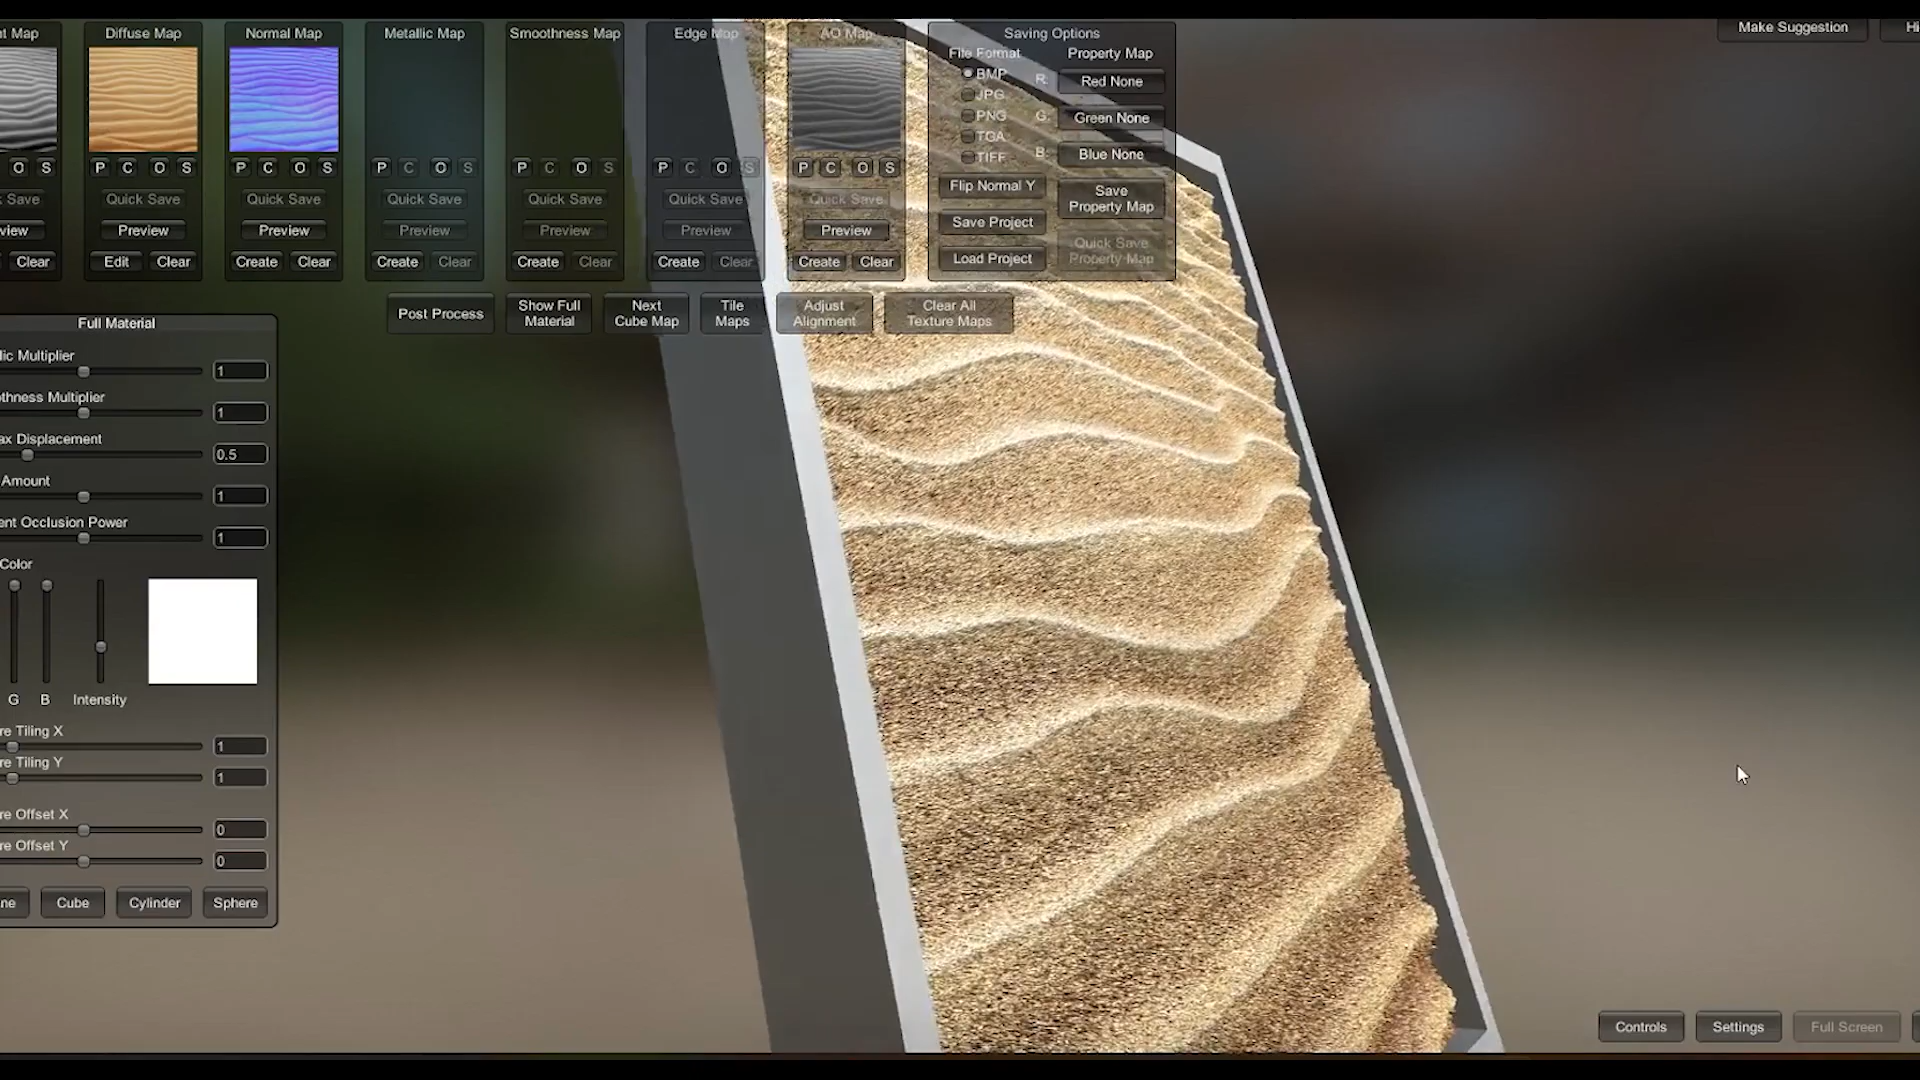 nt Map
Diffuse Map
Normal Map
Metallic Map
Smoothness Map
Edge Map
AO Map
Saving Options
Make Suggestion
Hi
File Format
Property Map
BMP
JPG
PNG
TGA
TIFF
R:
Red None
G:
Green None
B:
Blue None
O S
P C O S
P C O S
P C O S
P C O S
P C O S
P C O S
Flip Normal Y
Save
Property Map
k Save
Quick Save
Quick Save
Quick Save
Quick Save
Quick Save
Quick Save
Save Project
view
Preview
Preview
Preview
Preview
Preview
Preview
Quick Save
Property Map
Clear
Edit Clear
Create Clear
Create Clear
Create Clear
Create Clear
Create Clear
Load Project
Post Process
Show Full
Material
Next
Cube Map
Tile
Maps
Adjust
Alignment
Clear All
Texture Maps
Full Material
lic Multiplier
1
othness Multiplier
1
ax Displacement
0.5
Amount
1
ent Occlusion Power
1
Color
G B Intensity
re Tiling X
1
re Tiling Y
1
re Offset X
0
re Offset Y
0
ne
Cube
Cylinder
Sphere
Controls
Settings
Full Screen